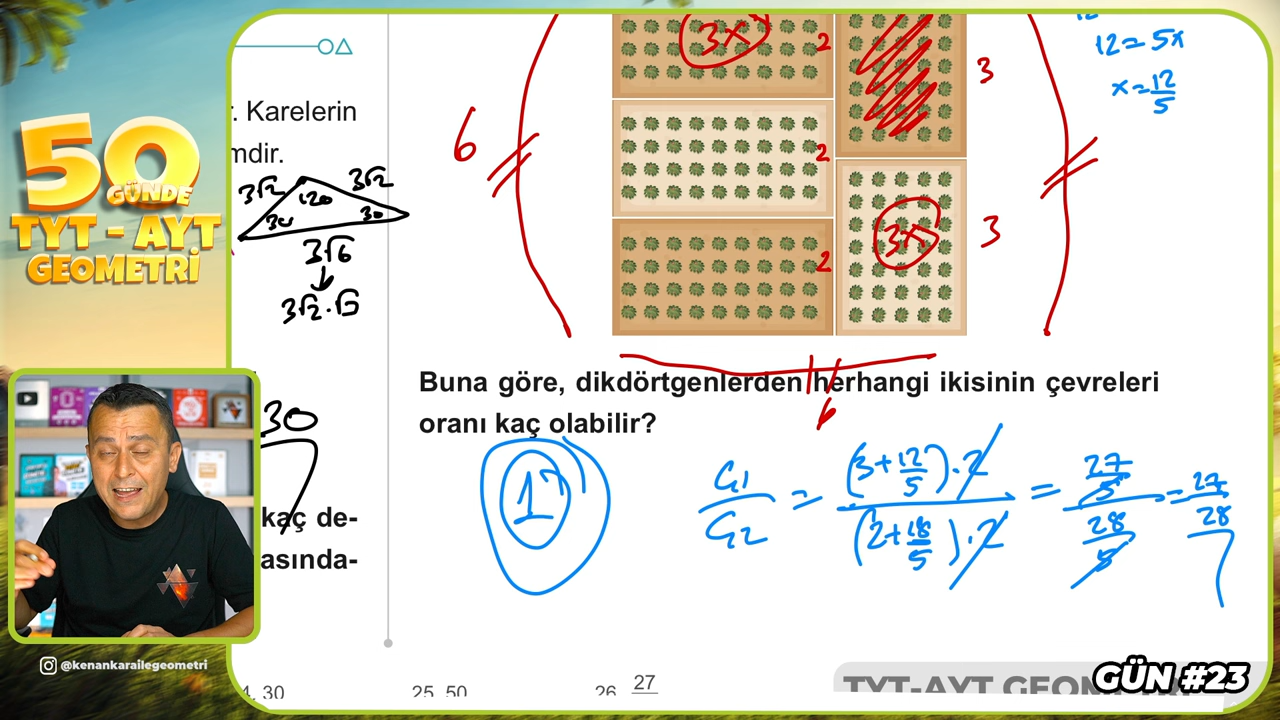 50
GÜNDE
TYT - AYT
GEOMETRİ
. Karelerin
mdir.
3√2
3√2
120
30
30
3√6
3√2.√3
30
kaç de-
asında-
6
3x
2
2
2
3
3
3x
12=5x
x=12/5
6
Buna göre, dikdörtgenlerden herhangi ikisinin çevreleri
oranı kaç olabilir?
1
Ç1/Ç2 = (3+12/5).2 / (2+18/5).2 = 27/5 / 28/5 = 27/28
@kenankarailegeometri
4. 30
25. 50
26. 27
TYT-AYT GEOM
GÜN #23